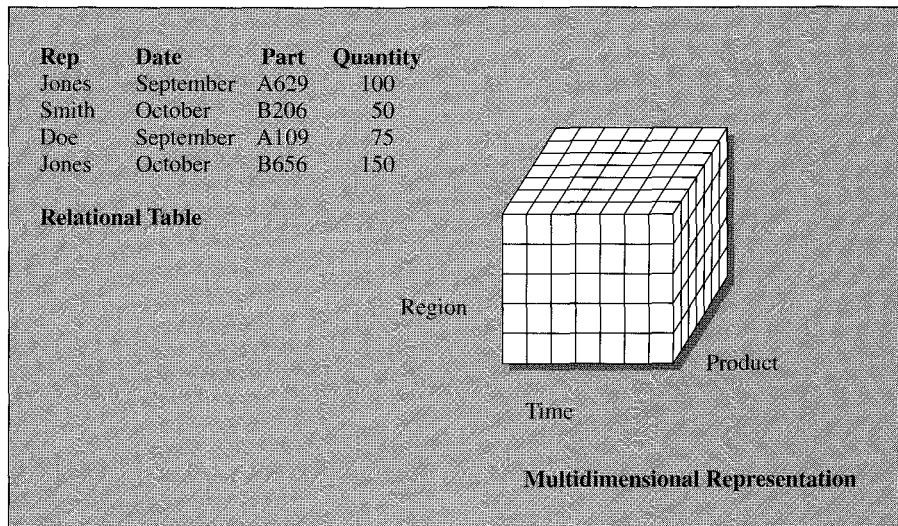 Rep Date Part Quantity
Jones September A629 100
Smith October B206 50
Doe September A109 75
Jones October B656 150
Relational Table
Region
Product
Time
Multidimensional Representation